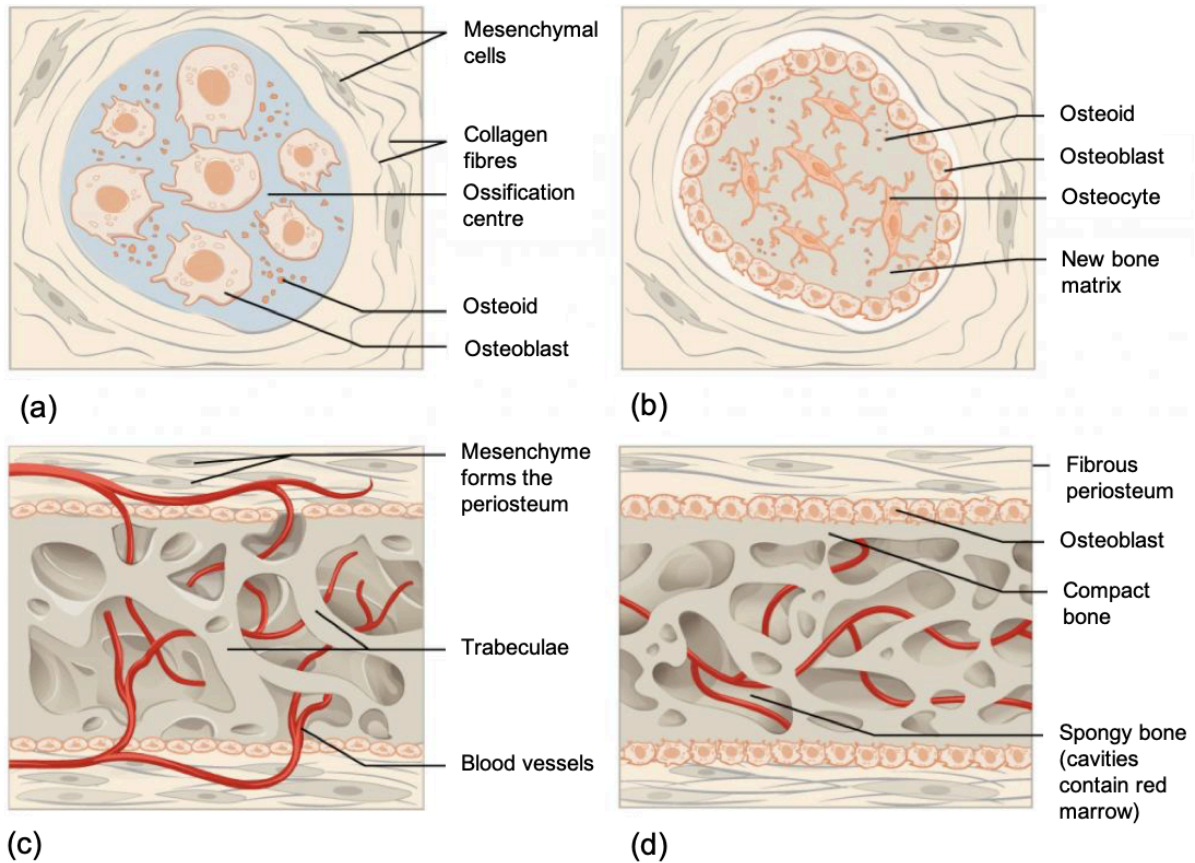 Mesenchymal
cells
Collagen
fibres
Ossification
centre
Osteoid
Osteoblast
(a)
Osteoid
Osteoblast
Osteocyte
New bone
matrix
(b)
Mesenchyme
forms the
periosteum
Trabeculae
Blood vessels
(c)
Fibrous
periosteum
Osteoblast
Compact
bone
Spongy bone
(cavities
contain red
marrow)
(d)